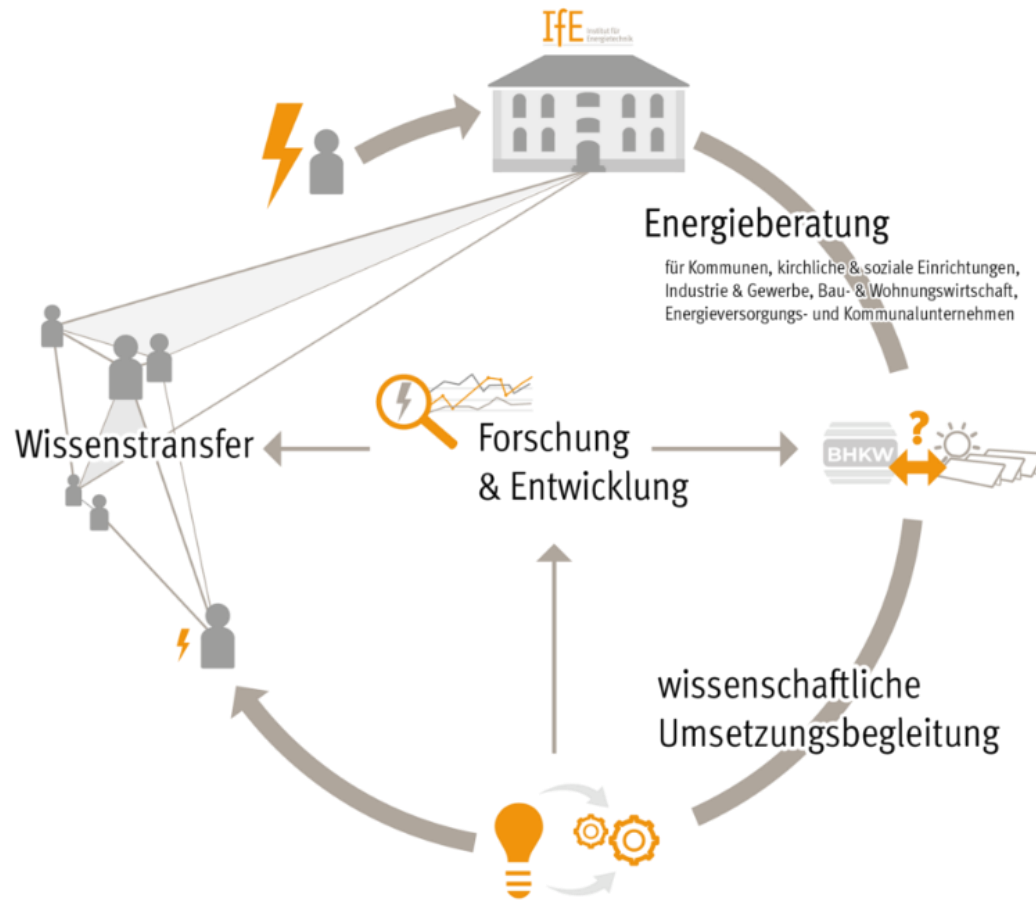 IfE Institut für
Energietechnik
Energieberatung
für Kommunen, kirchliche & soziale Einrichtungen,
Industrie & Gewerbe, Bau- & Wohnungswirtschaft,
Energieversorgungs- und Kommunalunternehmen
Wissenstransfer
Forschung
& Entwicklung
BHKW
?
wissenschaftliche
Umsetzungsbegleitung